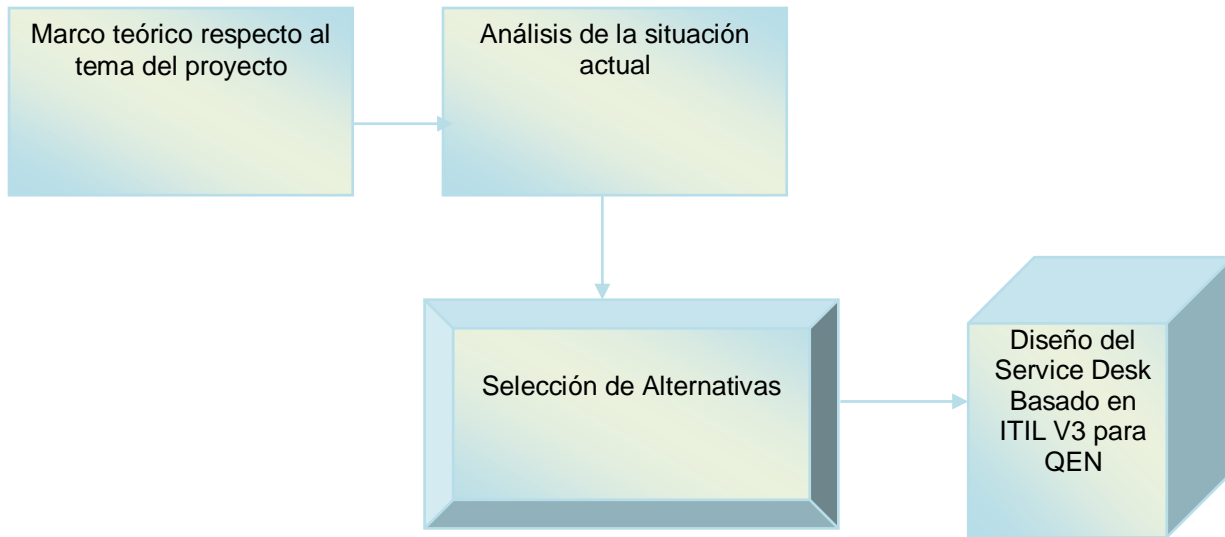 Marco teórico respecto al
tema del proyecto
Análisis de la situación
actual
Selección de Alternativas
Diseño del
Service Desk
Basado en
ITIL V3 para
QEN